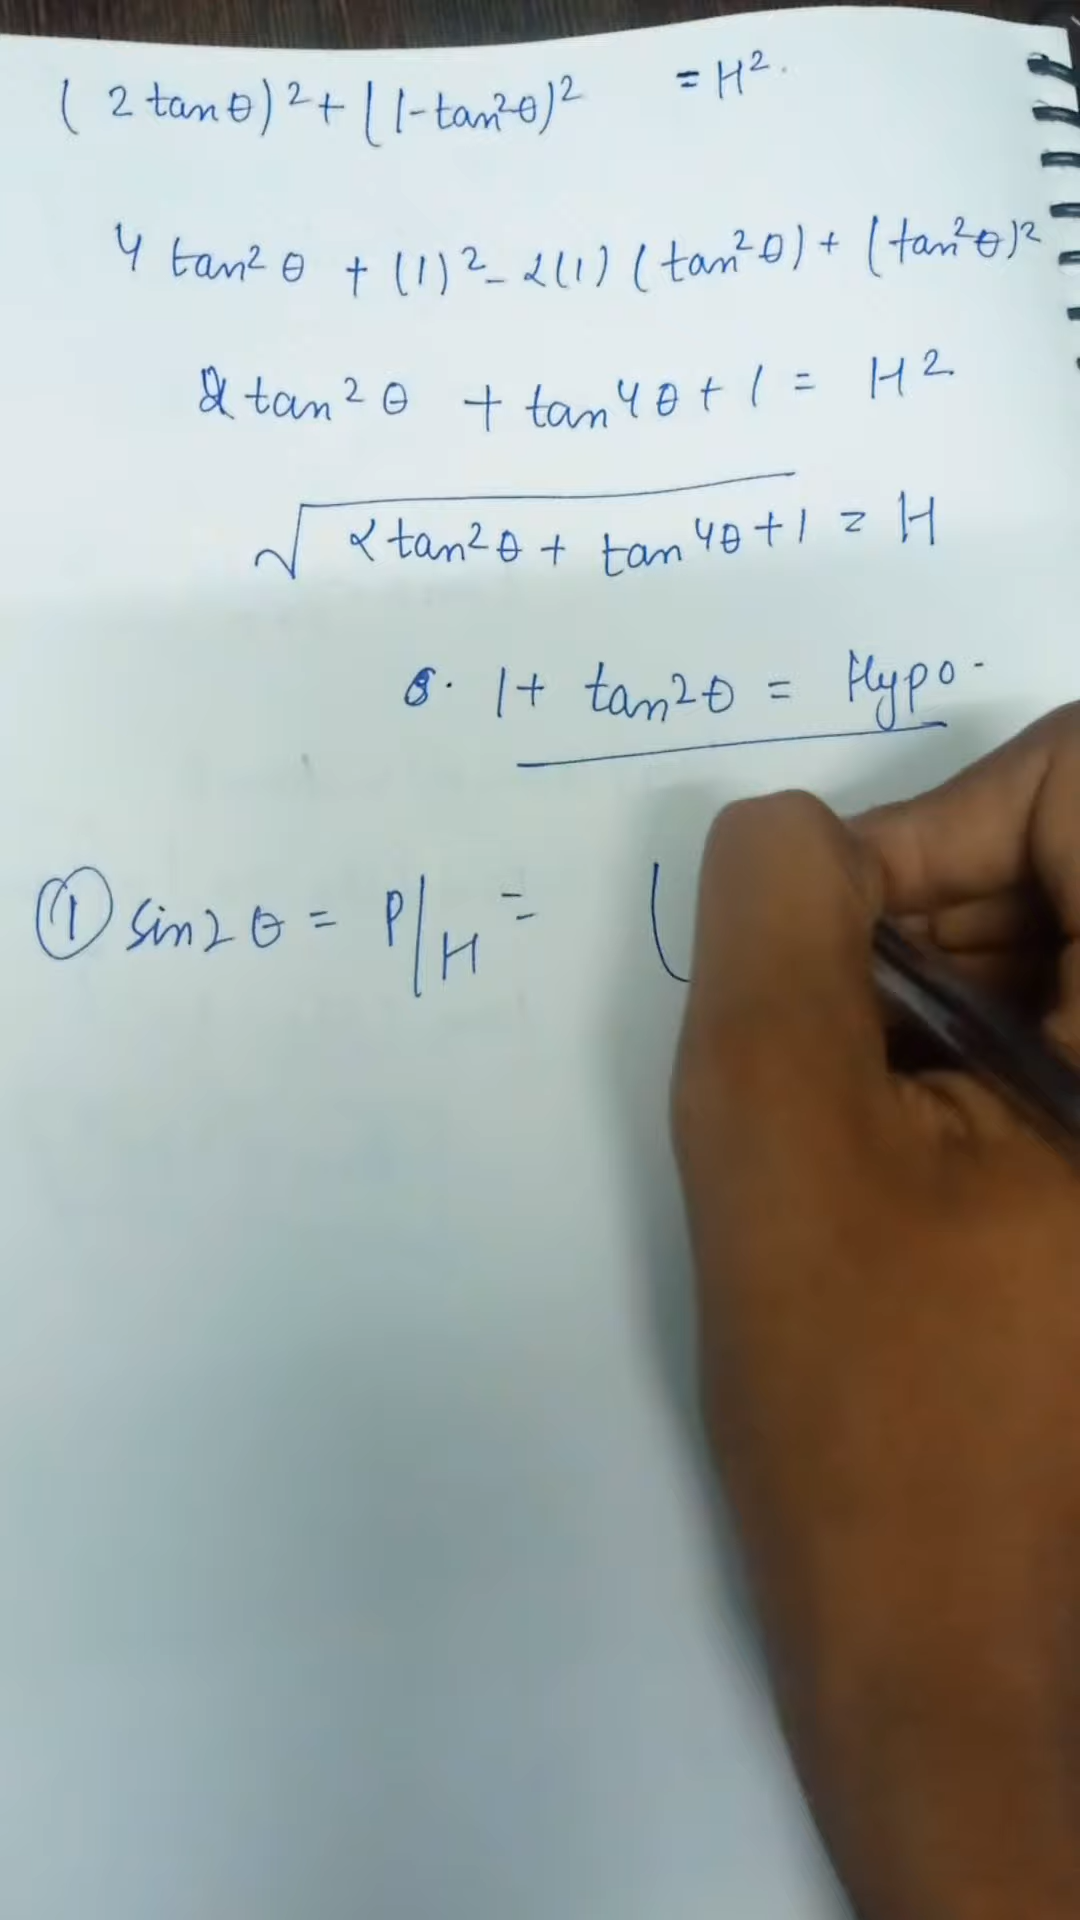 (2 tanθ)² + (1-tan²θ)² = H².
4 tan²θ + (1)² - 2(1) (tan²θ) + (tan²θ)²
2 tan²θ + tan⁴θ + 1 = H²
√2 tan²θ + tan⁴θ + 1 = H
1 + tan²θ = Hypo.
① sin2θ = P/H = (